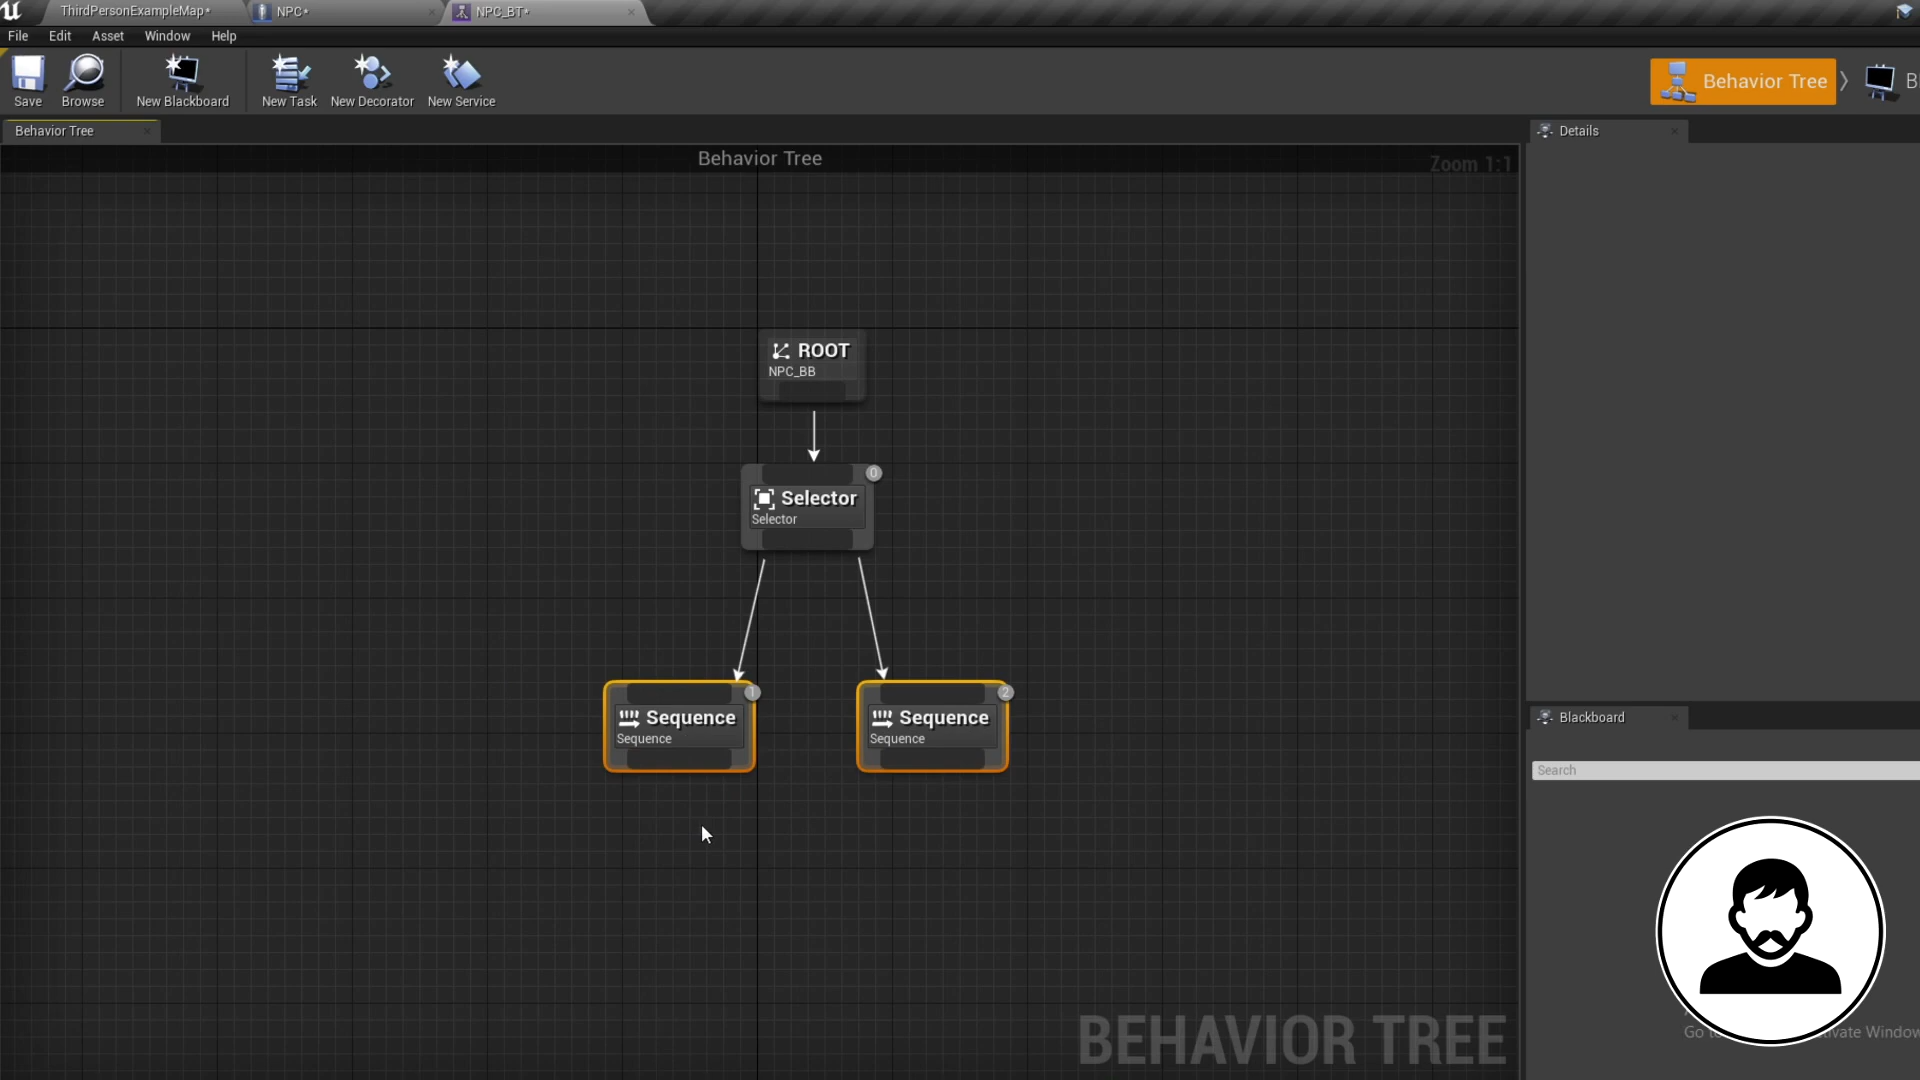 ThirdPersonExampleMap*
NPC*
NPC_BT*
File Edit Asset Window Help
Save
Browse
New Blackboard
New Task
New Decorator
New Service
Behavior Tree
Behavior Tree
Details
Behavior Tree
Zoom 1:1
ROOT
NPC_BB
0
Selector
Selector
1
Sequence
Sequence
2
Sequence
Sequence
Blackboard
Search
BEHAVIOR TREE
Go